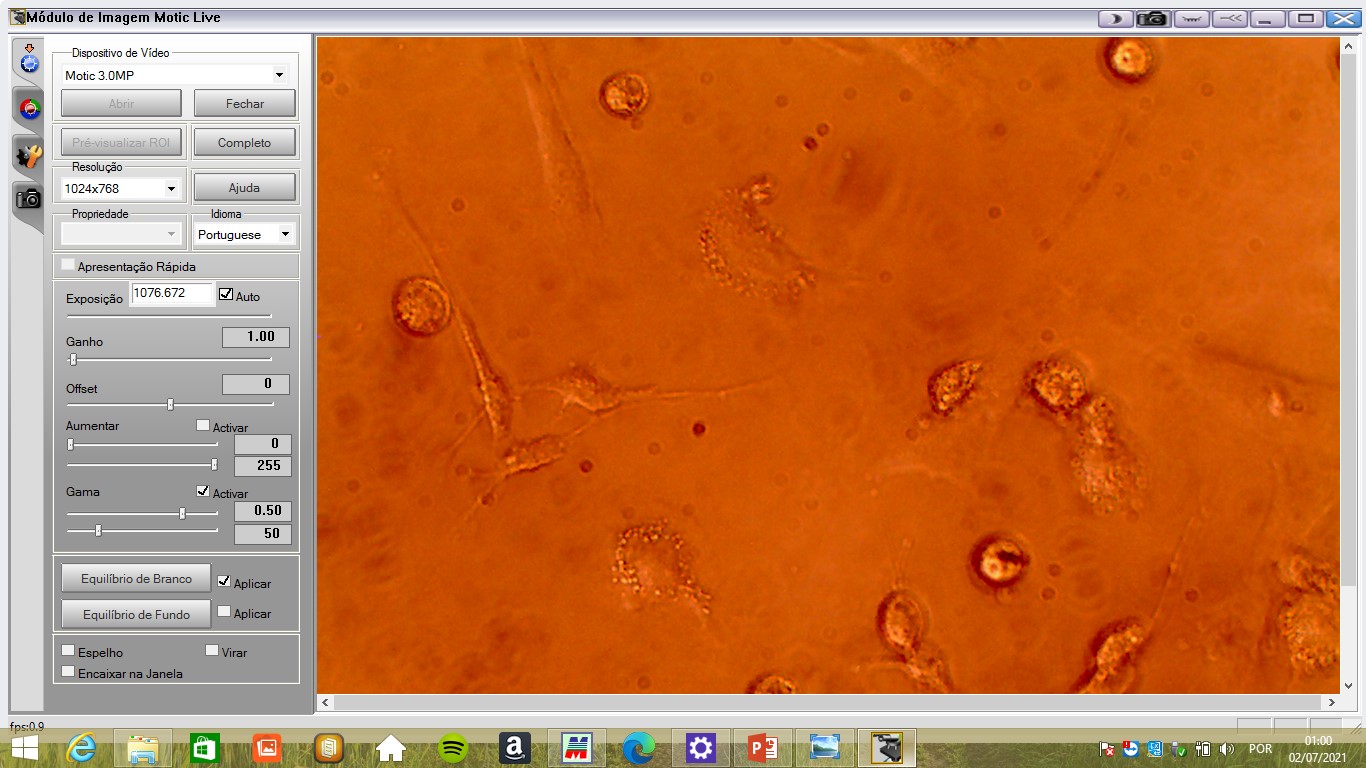 Módulo de Imagem Motic Live
Dispositivo de Vídeo
Motic 3.0MP
Abrir
Fechar
Pré-visualizar ROI
Completo
Resolução
1024x768
Ajuda
Propriedade
Idioma
Portuguese
Apresentação Rápida
Exposição
1076.672
Auto
Ganho
1.00
Offset
0
Aumentar
Activar
0
255
Gama
Activar
0.50
50
Equilíbrio de Branco
Aplicar
Equilíbrio de Fundo
Aplicar
Espelho
Virar
Encaixar na Janela
fps:0.9
POR
01:00
02/07/2021